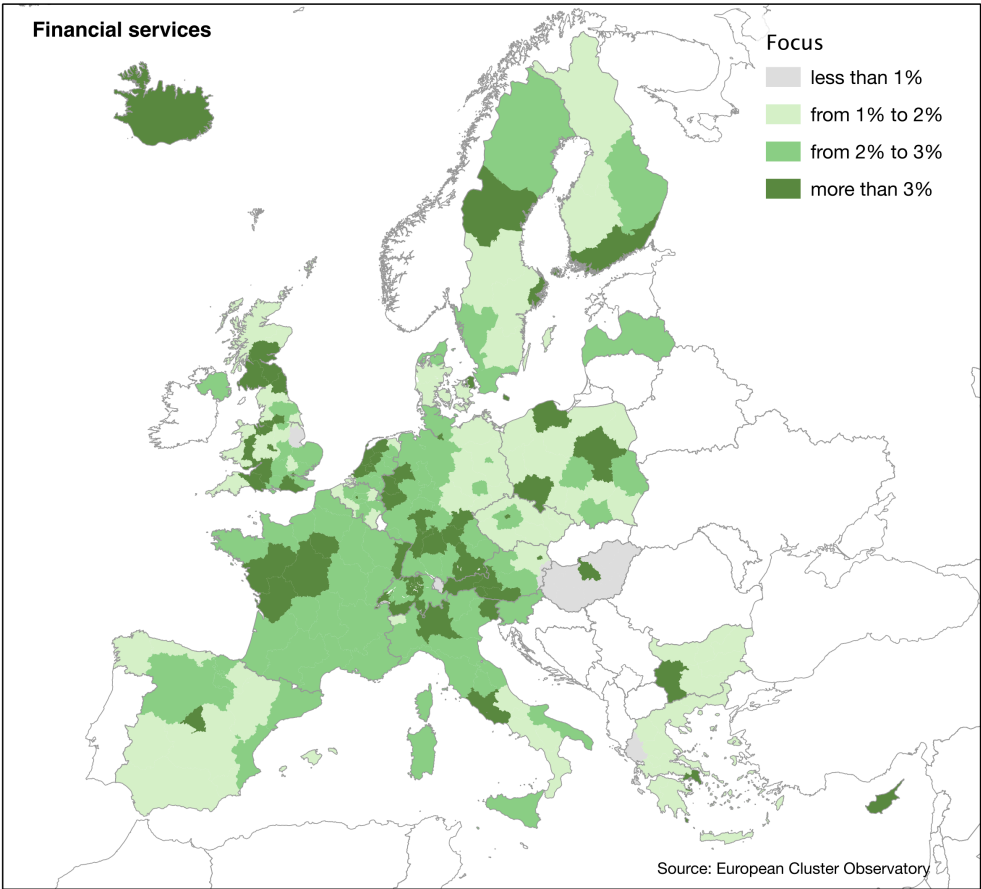 Financial services
Focus
less than 1%
from 1% to 2%
from 2% to 3%
more than 3%
Source: European Cluster Observatory